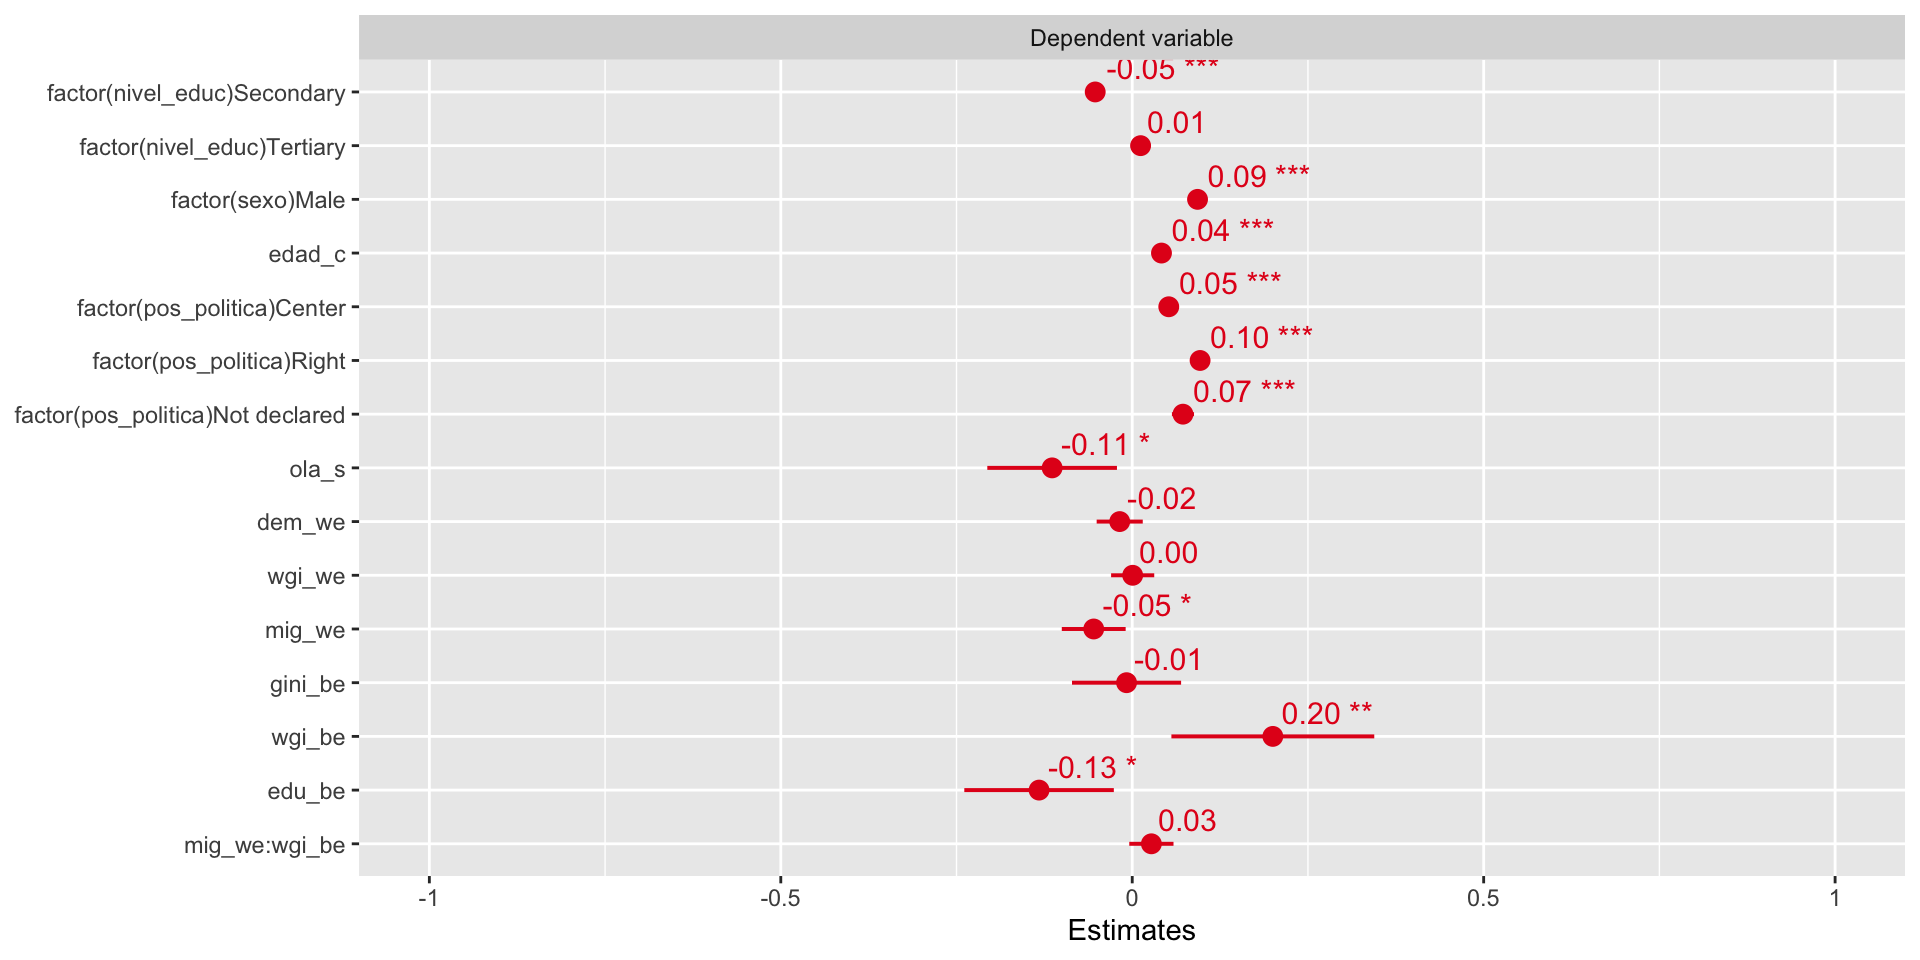 Dependent variable
factor(nivel_educ)Secondary -0.05 ***
factor(nivel_educ)Tertiary 0.01
factor(sexo)Male 0.09 ***
edad_c 0.04 ***
factor(pos_politica)Center 0.05 ***
factor(pos_politica)Right 0.10 ***
factor(pos_politica)Not declared 0.07 ***
ola_s -0.11 *
dem_we -0.02
wgi_we 0.00
mig_we -0.05 *
gini_be -0.01
wgi_be 0.20 **
edu_be -0.13 *
mig_we:wgi_be 0.03
-1 -0.5 0 0.5 1
Estimates